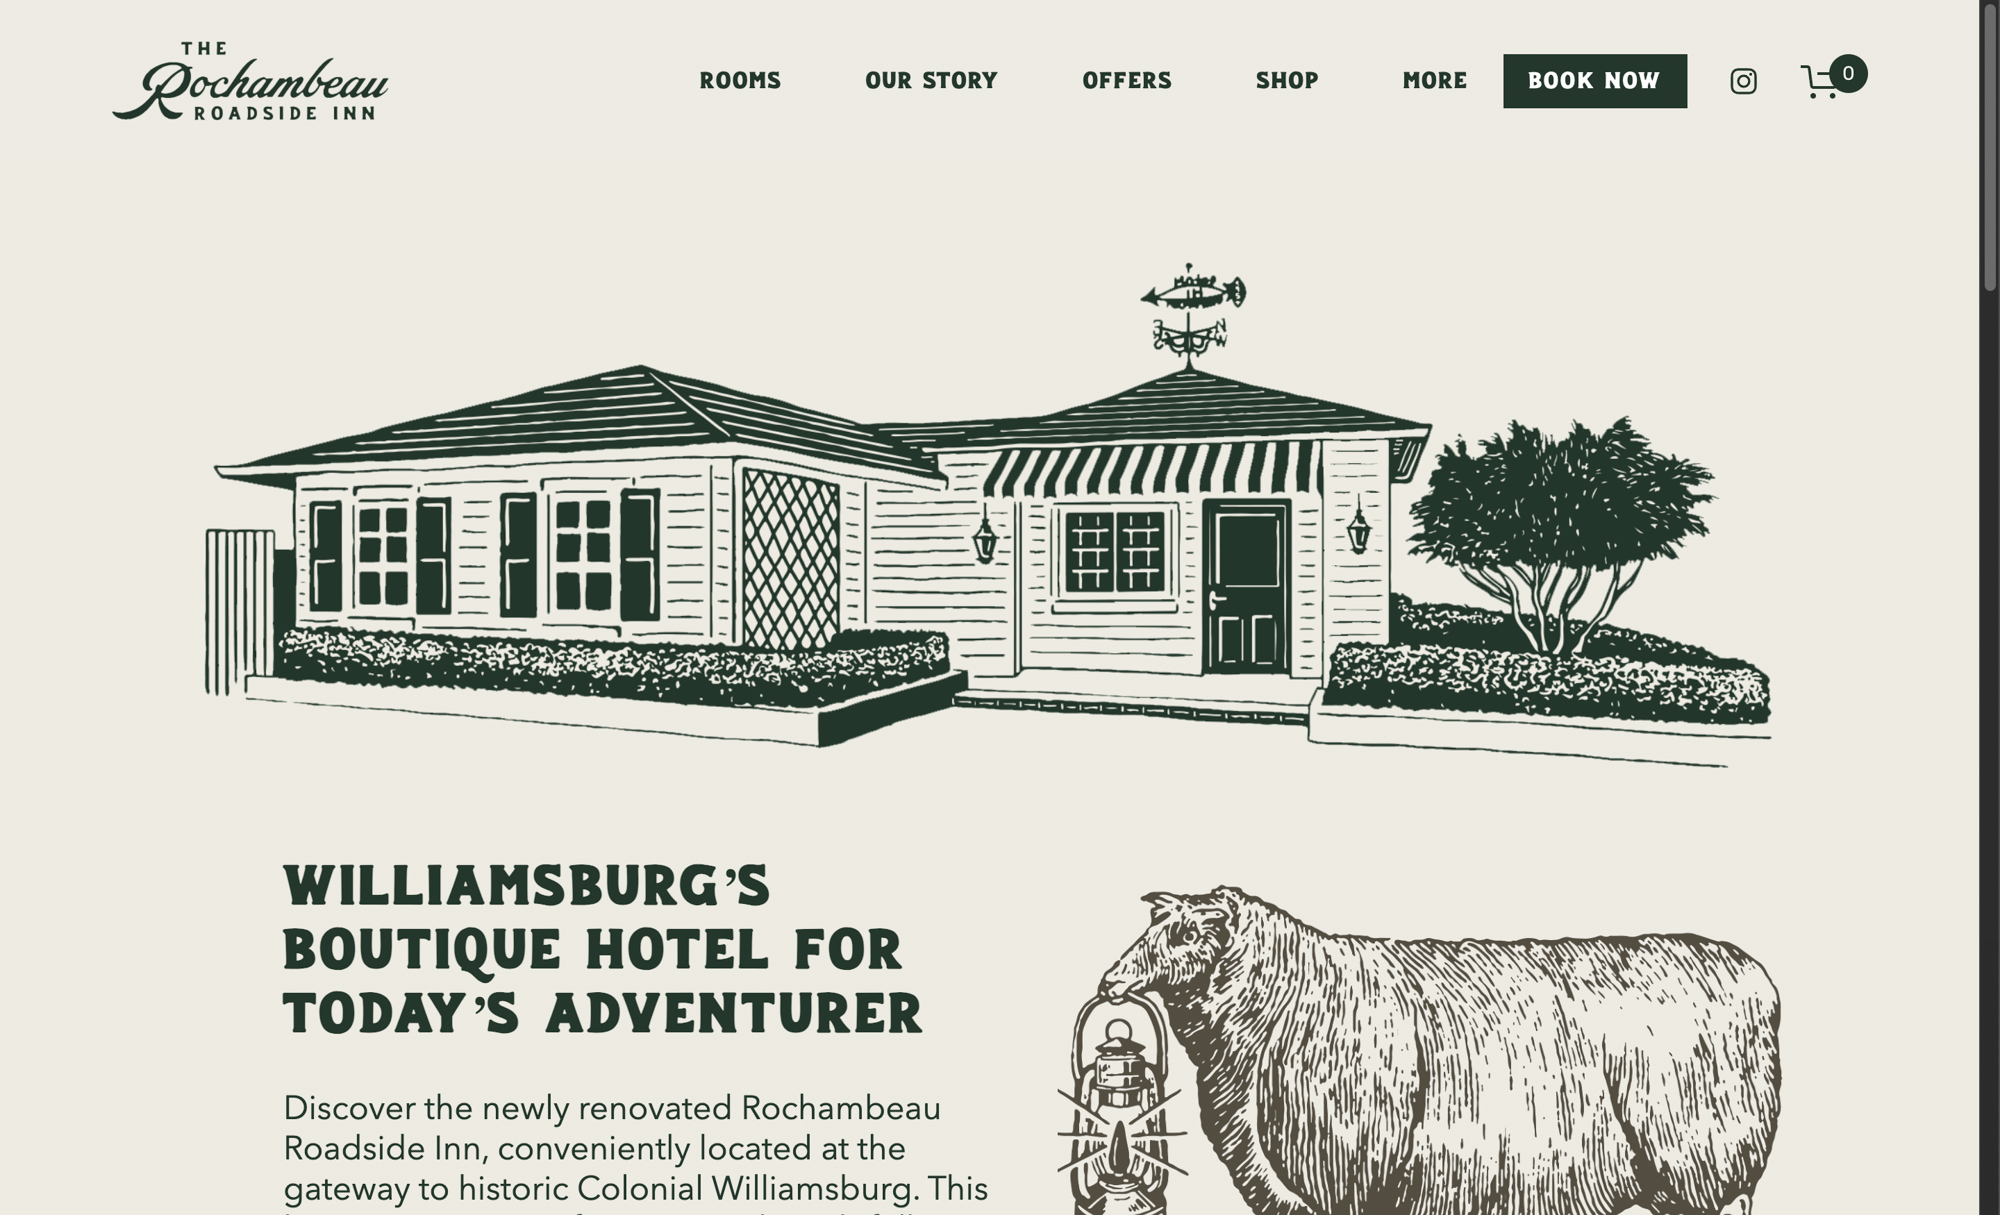 THE
Rochambeau
ROADSIDE INN
ROOMS
OUR STORY
OFFERS
SHOP
MORE
BOOK NOW
0
N
W
WILLIAMSBURG'S
BOUTIQUE HOTEL FOR
TODAY'S ADVENTURER
Discover the newly renovated Rochambeau
Roadside Inn, conveniently located at the
gateway to historic Colonial Williamsburg. This